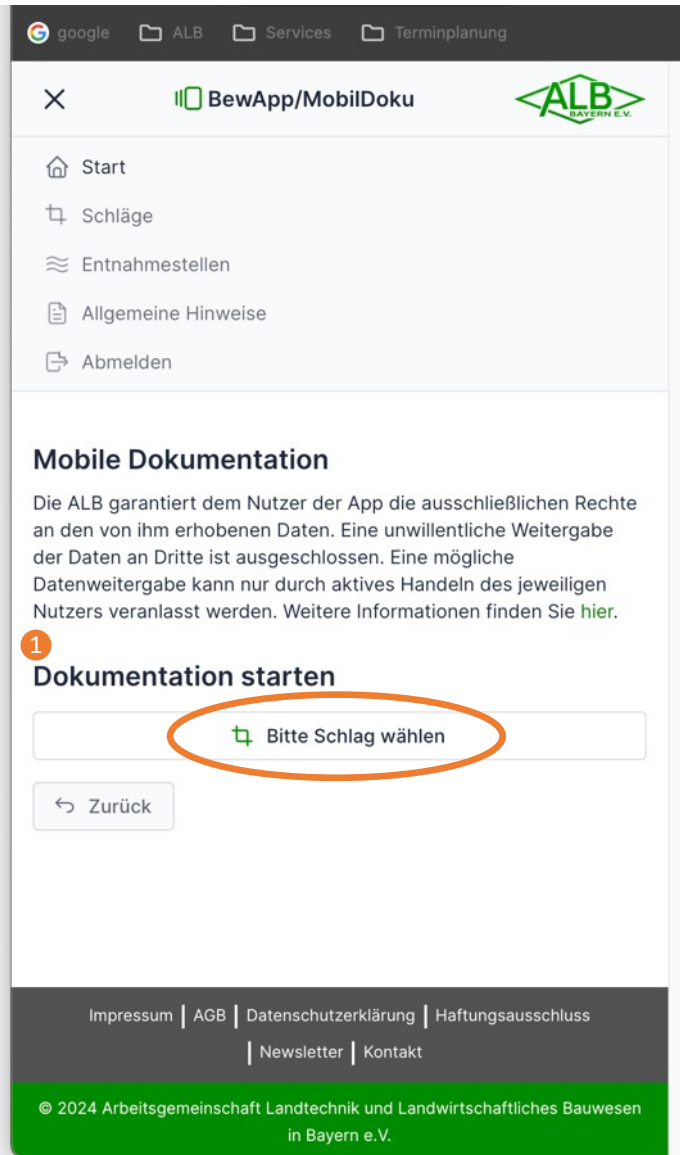 google ALB Services Terminplanung
BewApp/MobilDoku
ALB
BAYERN E.V.
Start
Schläge
Entnahmestellen
Allgemeine Hinweise
Abmelden
Mobile Dokumentation
Die ALB garantiert dem Nutzer der App die ausschließlichen Rechte
an den von ihm erhobenen Daten. Eine unwillentliche Weitergabe
der Daten an Dritte ist ausgeschlossen. Eine mögliche
Datenweitergabe kann nur durch aktives Handeln des jeweiligen
Nutzers veranlasst werden. Weitere Informationen finden Sie hier.
1
Dokumentation starten
Bitte Schlag wählen
Zurück
Impressum | AGB | Datenschutzerklärung | Haftungsausschluss
| Newsletter | Kontakt
© 2024 Arbeitsgemeinschaft Landtechnik und Landwirtschaftliches Bauwesen
in Bayern e.V.